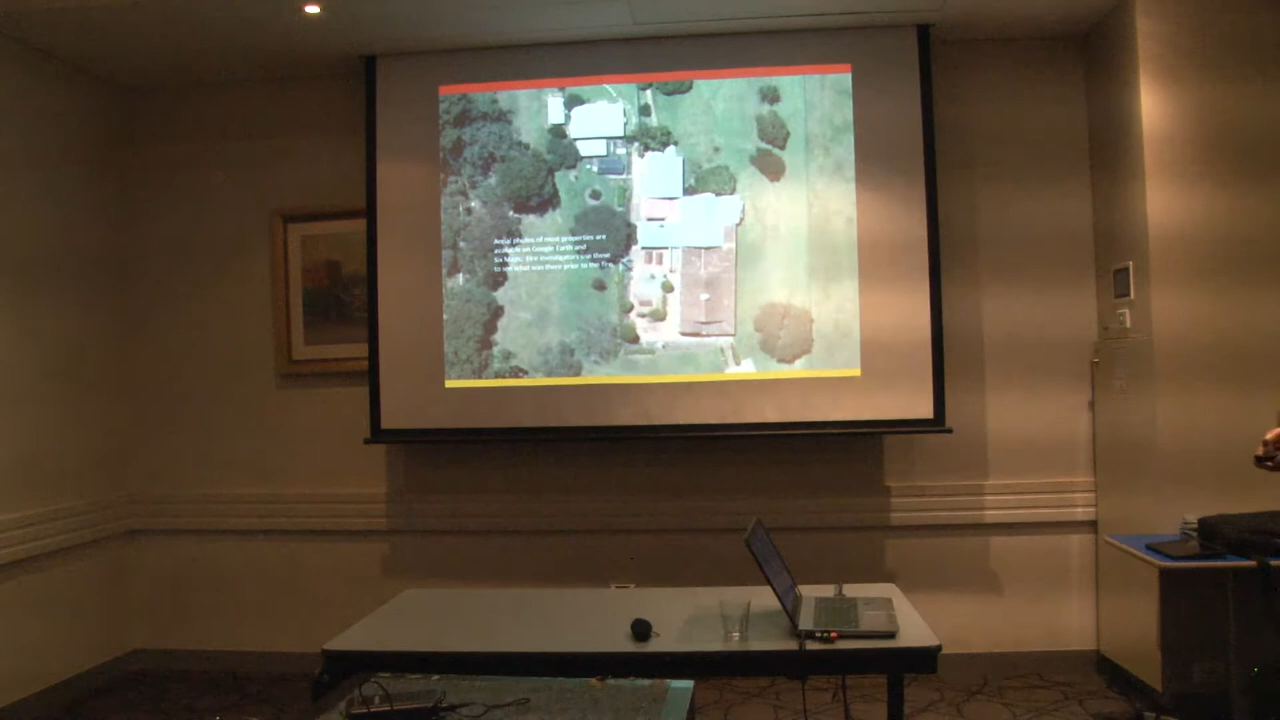 Aerial photos of most properties are
available on Google Earth and
Six Maps. Fire investigators use these
to see what was there prior to the fire.